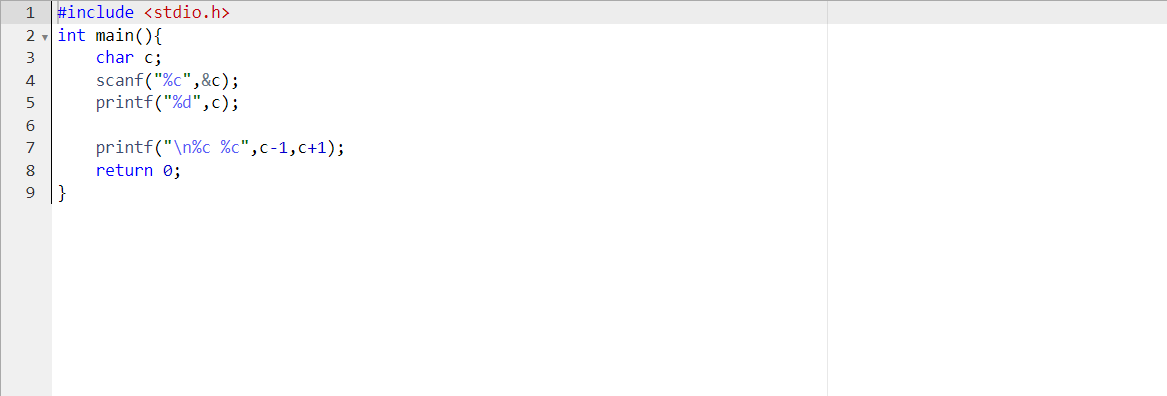 1 #include <stdio.h>
2 int main(){
3     char c;
4     scanf("%c",&c);
5     printf("%d",c);
6
7     printf("\n%c %c",c-1,c+1);
8     return 0;
9 }